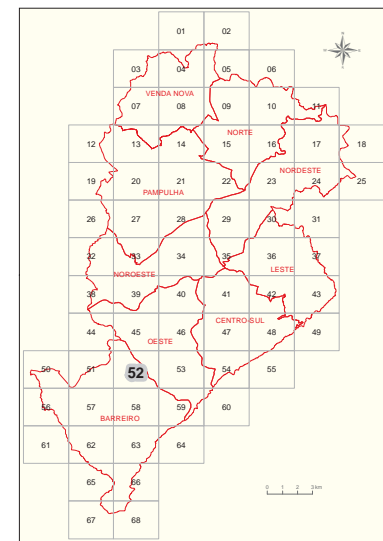 01 02
03 04 05 06
VENDA NOVA
07 08 09 10 11
NORTE
12 13 14 15 16 17 18
NORDESTE
19 20 21 22 23 24 25
PAMPULHA
26 27 28 29 30 31
32 33 34 35 36 37
LESTE
NOROESTE
38 39 40 41 42 43
CENTRO-SUL
44 45 46 47 48 49
OESTE
50 51 52 53 54 55
56 57 58 59 60
BARREIRO
61 62 63 64
65 66
0 1 2 3 km
67 68